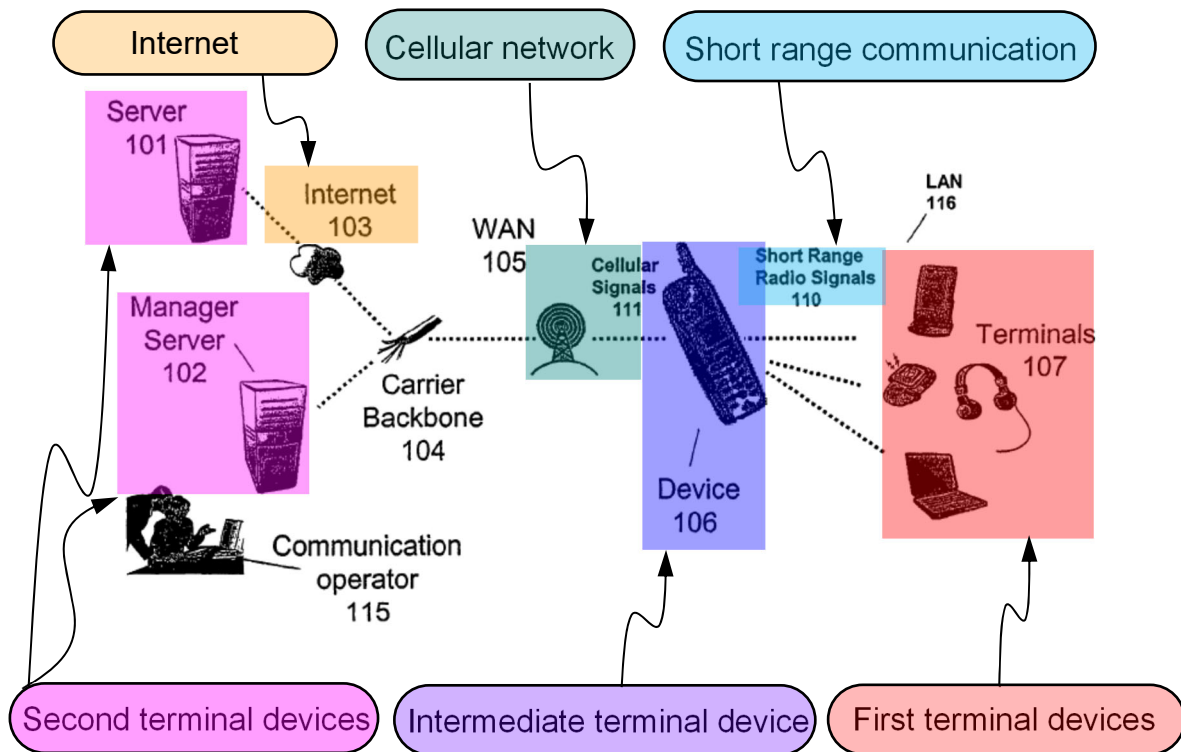 Internet
Cellular network
Short range communication
Server
101
Internet
103
LAN
116
WAN
105
Cellular
Signals
111
Short Range
Radio Signals
110
Manager
Server
102
Terminals
107
Carrier
Backbone
104
Device
106
Communication
operator
115
Second terminal devices
Intermediate terminal device
First terminal devices